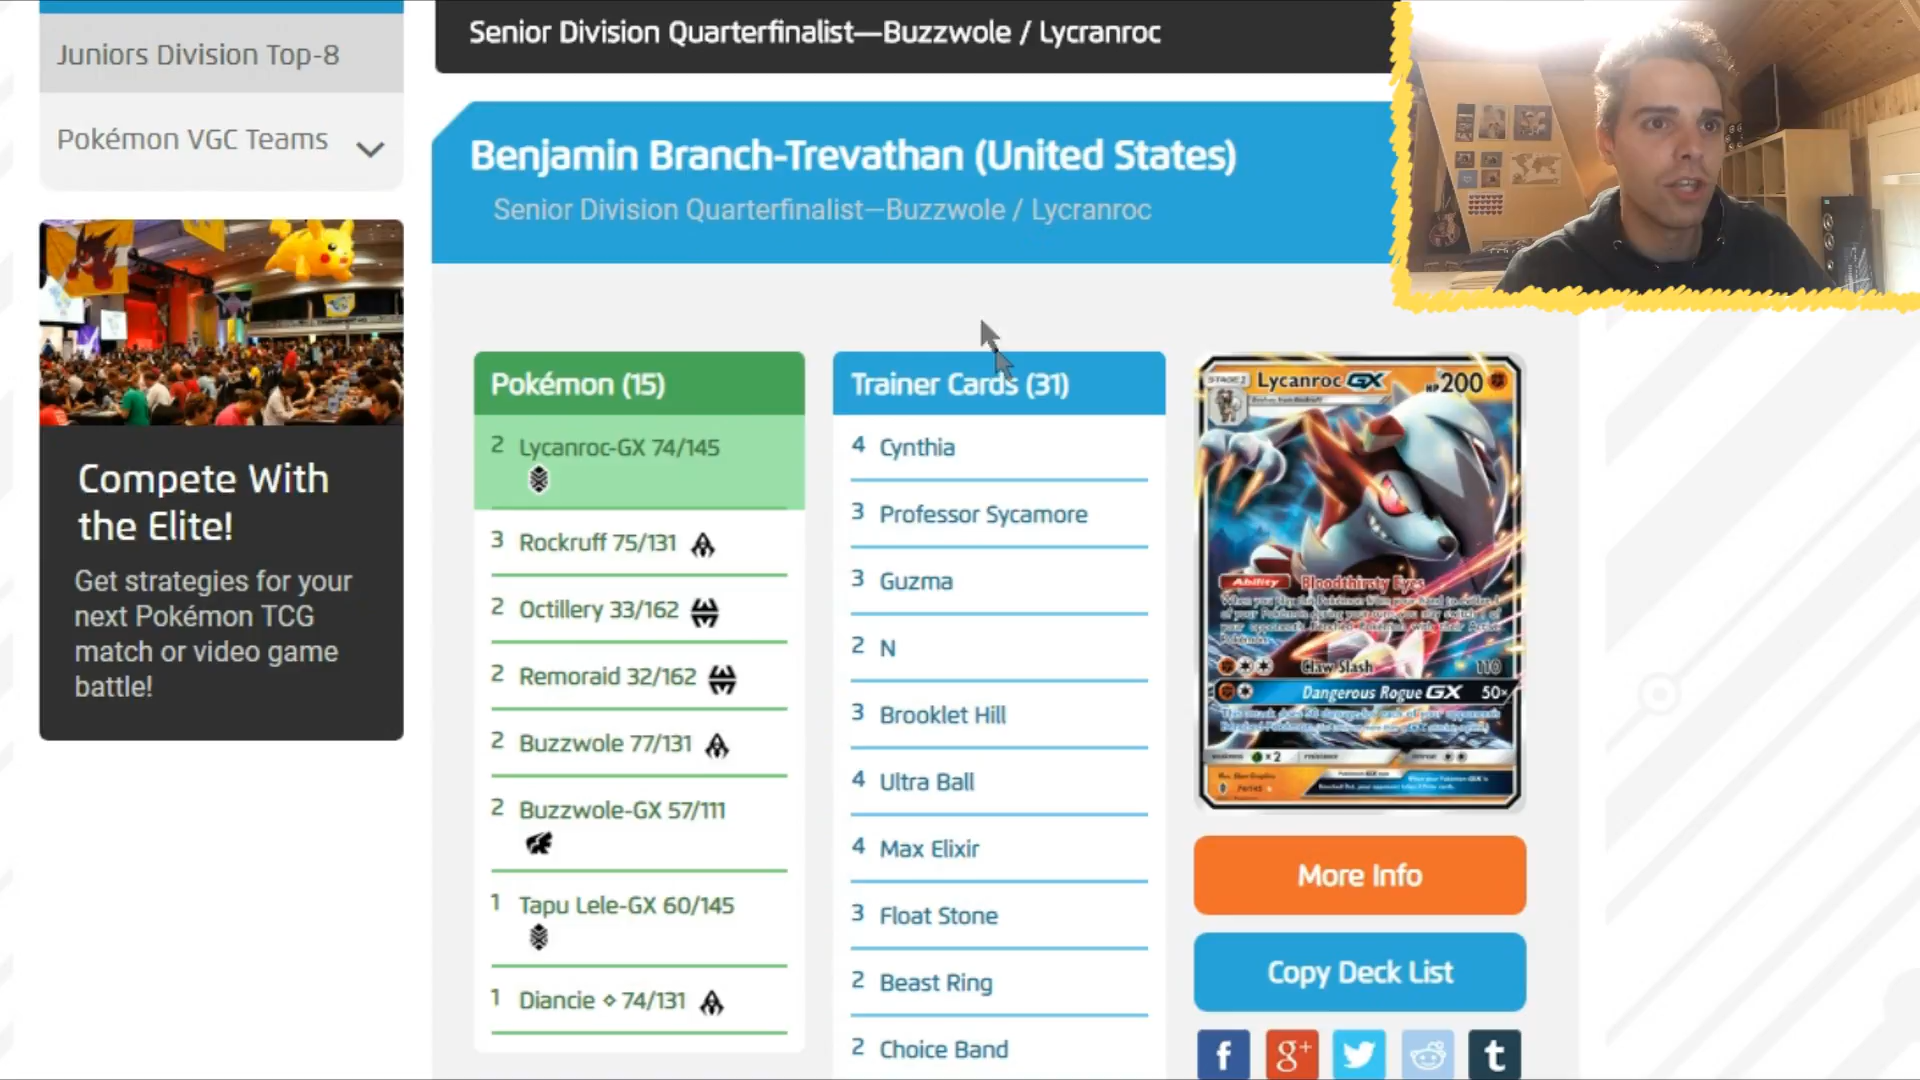 Juniors Division Top-8
Pokémon VGC Teams
Compete With
the Elite!
Get strategies for your
next Pokémon TCG
match or video game
battle!
Senior Division Quarterfinalist—Buzzwole / Lycranroc
Benjamin Branch-Trevathan (United States)
Senior Division Quarterfinalist—Buzzwole / Lycranroc
Pokémon (15)
2 Lycanroc-GX 74/145
3 Rockruff 75/131
2 Octillery 33/162
2 Remoraid 32/162
2 Buzzwole 77/131
2 Buzzwole-GX 57/111
1 Tapu Lele-GX 60/145
1 Diancie ⋄ 74/131
Trainer Cards (31)
4 Cynthia
3 Professor Sycamore
3 Guzma
2 N
3 Brooklet Hill
4 Ultra Ball
4 Max Elixir
3 Float Stone
2 Beast Ring
2 Choice Band
Lycanroc GX HP 200
Ability Bloodthirsty Eyes
Claw Slash 110
Dangerous Rogue GX 50×
×2
More Info
Copy Deck List
f g+ t